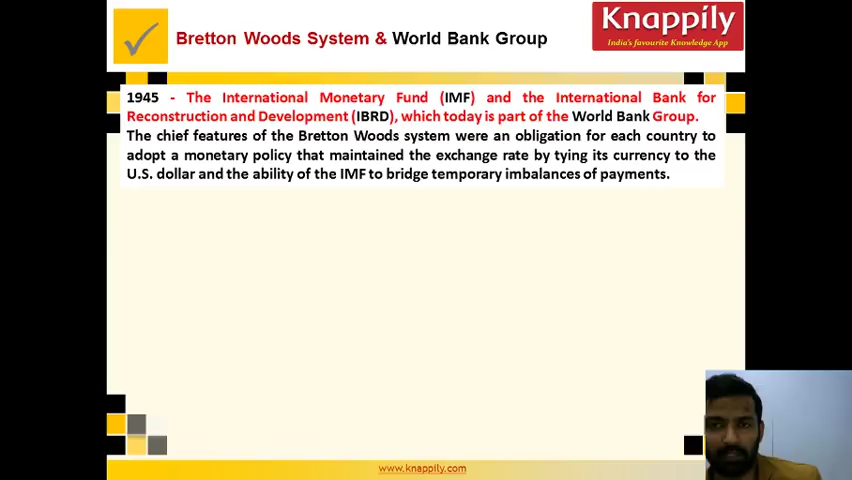 Bretton Woods System & World Bank Group
Knappily
India's favourite Knowledge App
1945 - The International Monetary Fund (IMF) and the International Bank for
Reconstruction and Development (IBRD), which today is part of the World Bank Group.
The chief features of the Bretton Woods system were an obligation for each country to
adopt a monetary policy that maintained the exchange rate by tying its currency to the
U.S. dollar and the ability of the IMF to bridge temporary imbalances of payments.
www.knappily.com